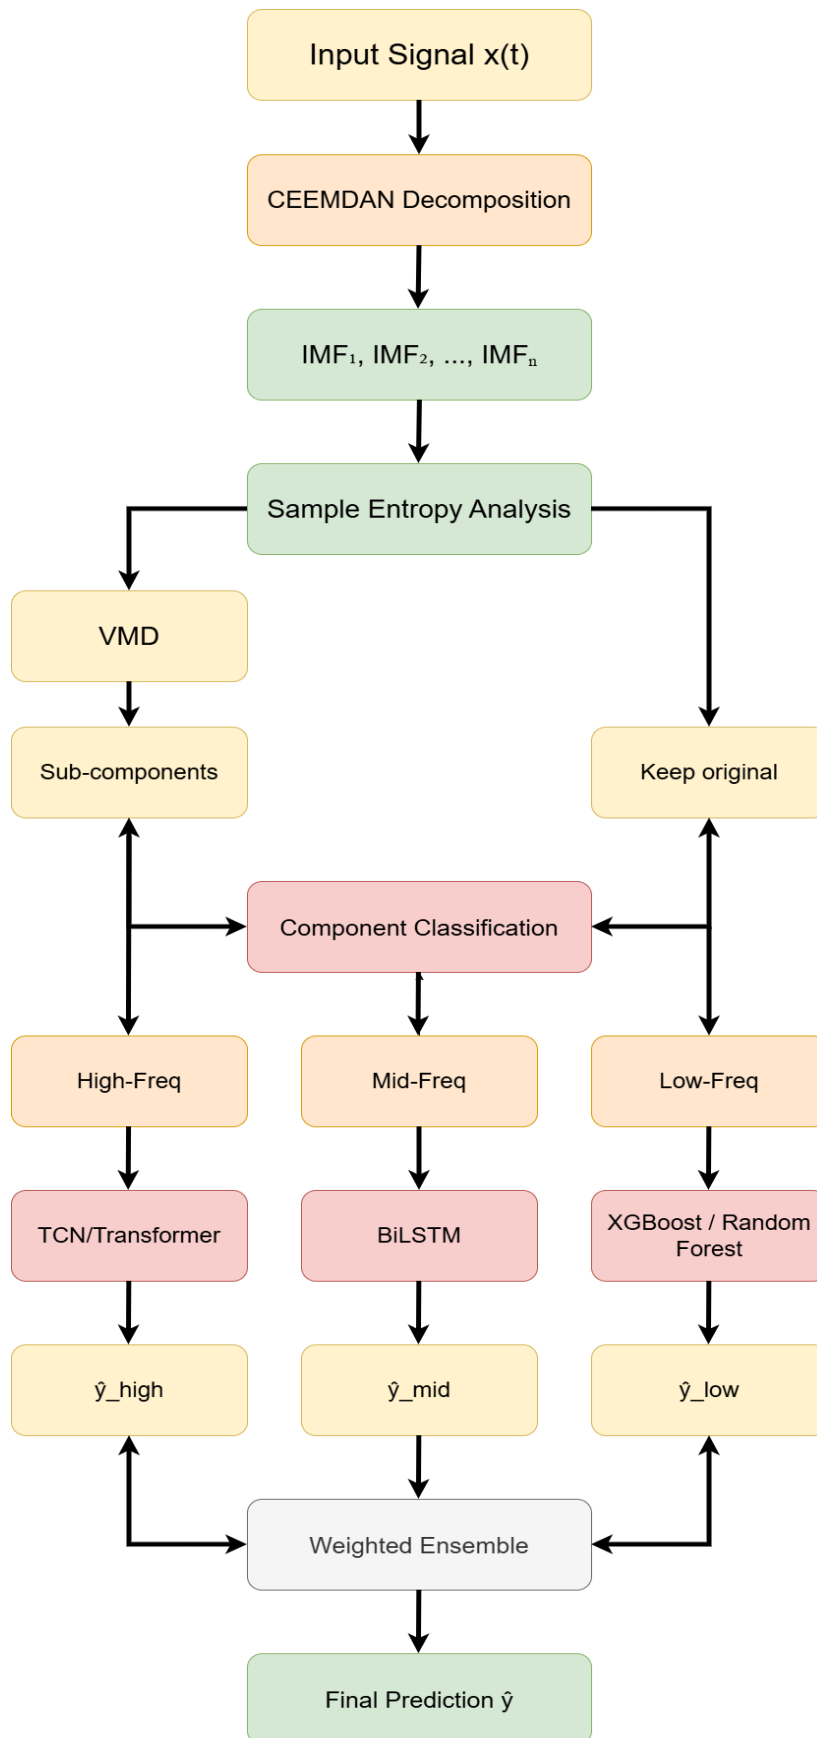 Input Signal x(t)
CEEMDAN Decomposition
IMF₁, IMF₂, ..., IMFₙ
Sample Entropy Analysis
VMD
Sub-components
Keep original
Component Classification
High-Freq
Mid-Freq
Low-Freq
TCN/Transformer
BiLSTM
XGBoost / Random
Forest
ŷ_high
ŷ_mid
ŷ_low
Weighted Ensemble
Final Prediction ŷ